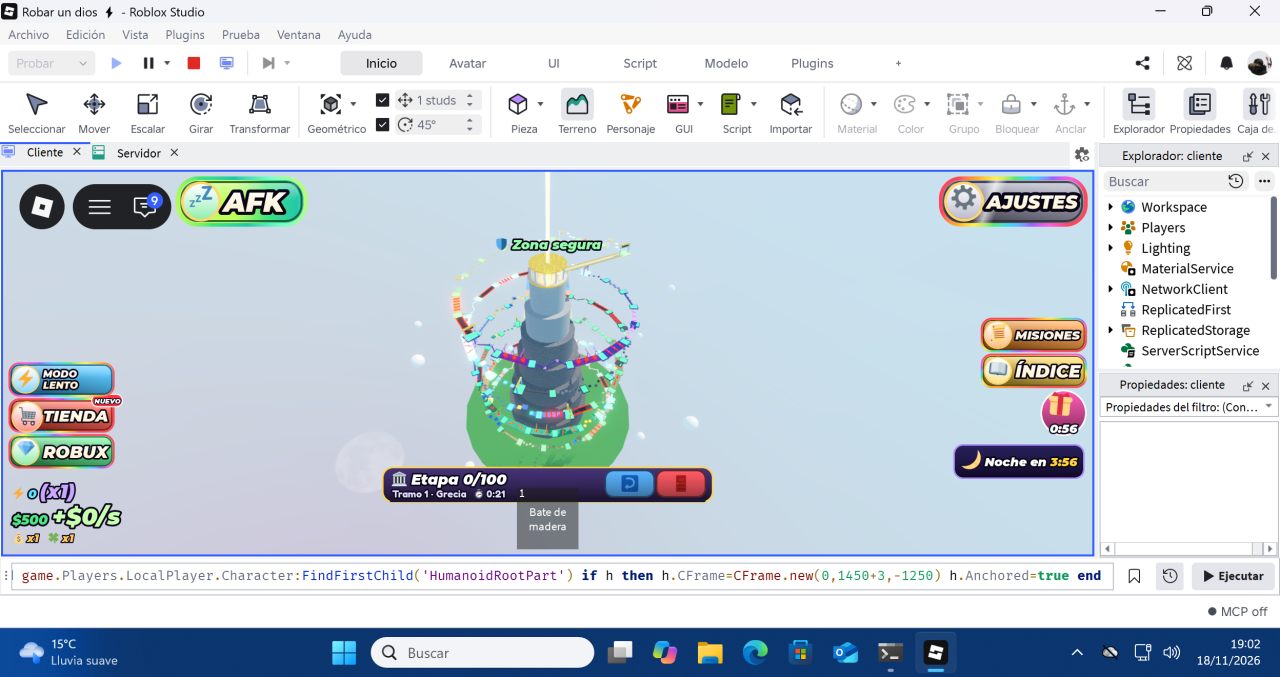 Robar un dios ⚡ - Roblox Studio
Archivo Edición Vista Plugins Prueba Ventana Ayuda
Probar
Inicio Avatar UI Script Modelo Plugins +
1 studs
45°
Seleccionar Mover Escalar Girar Transformar Geométrico Pieza Terreno Personaje GUI Script Importar Material Color Grupo Bloquear Anclar Explorador Propiedades Caja de
Cliente Servidor
Explorador: cliente
Buscar
Workspace
Players
Lighting
MaterialService
NetworkClient
ReplicatedFirst
ReplicatedStorage
ServerScriptService
Propiedades: cliente
Propiedades del filtro: (Con...
9
zzZ AFK
AJUSTES
Zona segura
MISIONES
ÍNDICE
0:56
Noche en 3:56
MODO
LENTO
NUEVO
TIENDA
ROBUX
0 (x1)
$500 +$0/s
$ x1 x1
Etapa 0/100
Tramo 1 · Grecia 0:21
1
Bate de
madera
game.Players.LocalPlayer.Character:FindFirstChild('HumanoidRootPart') if h then h.CFrame=CFrame.new(0,1450+3,-1250) h.Anchored=true end
Ejecutar
MCP off
15°C
Lluvia suave
Buscar
19:02
18/11/2026